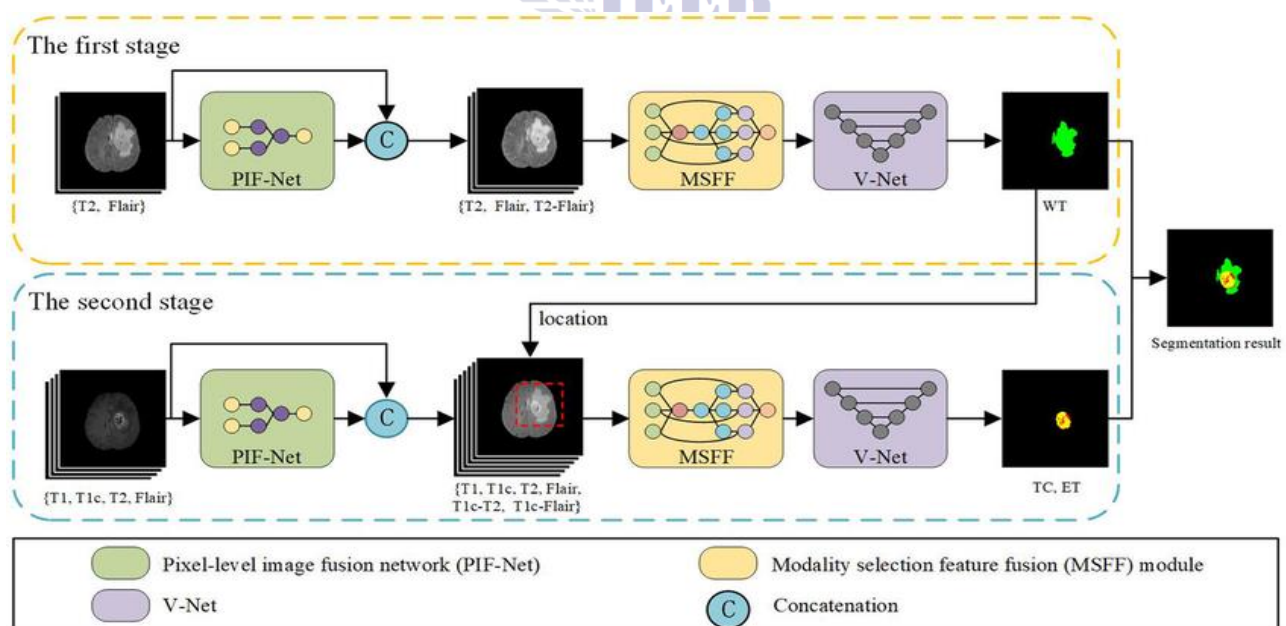 The first stage
PIF-Net
C
MSFF
V-Net
{T2, Flair}
{T2, Flair, T2-Flair}
WT
The second stage
location
Segmentation result
PIF-Net
C
MSFF
V-Net
{T1, T1c, T2, Flair}
{T1, T1c, T2, Flair,
T1c-T2, T1c-Flair}
TC, ET
Pixel-level image fusion network (PIF-Net)
Modality selection feature fusion (MSFF) module
V-Net
C
Concatenation